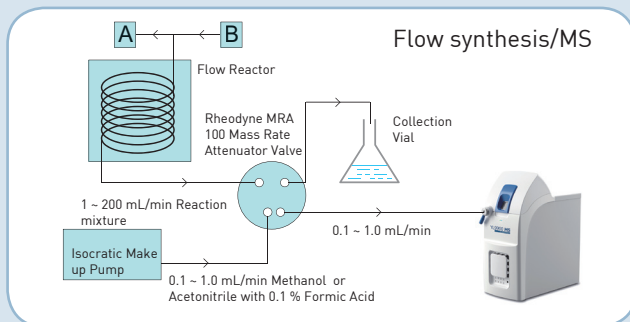 Flow synthesis/MS
A
B
Flow Reactor
Rheodyne MRA
100 Mass Rate
Attenuator Valve
Collection
Vial
1 ~ 200 mL/min Reaction
mixture
0.1 ~ 1.0 mL/min
Isocratic Make
up Pump
0.1 ~ 1.0 mL/min Methanol or
Acetonitrile with 0.1 % Formic Acid